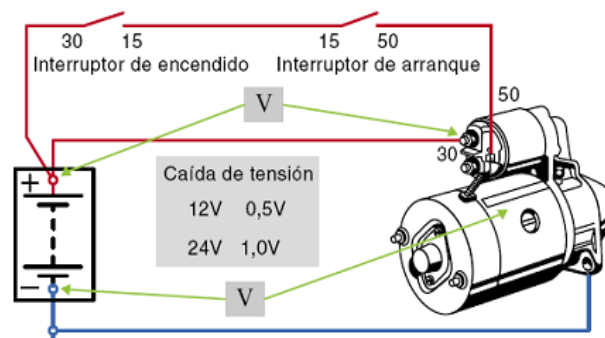 30 15
Interruptor de encendido
15 50
Interruptor de arranque
V
50
30
+
Caída de tensión
12V 0,5V
24V 1,0V
−
V